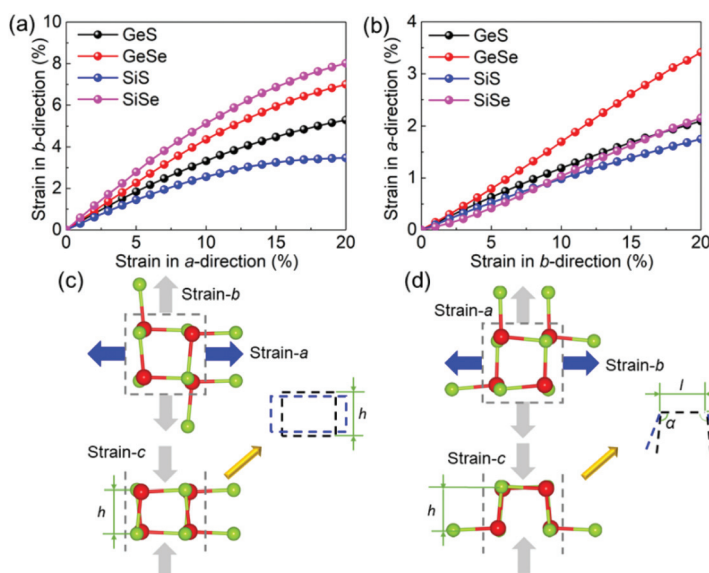 (a)
10
8
6
4
2
0
Strain in b-direction (%)
GeS
GeSe
SiS
SiSe
0 5 10 15 20
Strain in a-direction (%)
(b)
4
3
2
1
0
Strain in a-direction (%)
GeS
GeSe
SiS
SiSe
0 5 10 15 20
Strain in b-direction (%)
(c)
Strain-b
Strain-a
h
Strain-c
h
(d)
Strain-a
Strain-b
l
α
Strain-c
h